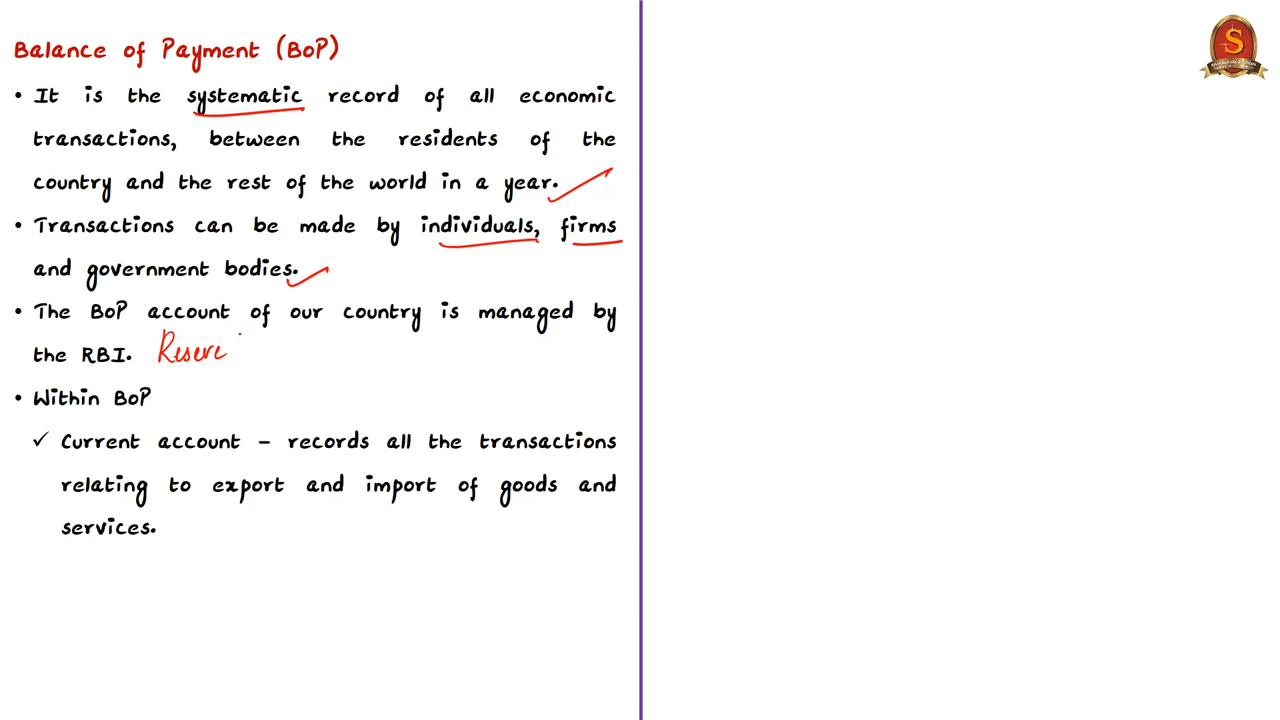 Balance of Payment (BoP)
• It is the systematic record of all economic
transactions, between the residents of the
country and the rest of the world in a year.
• Transactions can be made by individuals, firms
and government bodies.
• The BoP account of our country is managed by
the RBI. Reserve
• Within BoP
✓ Current account – records all the transactions
relating to export and import of goods and
services.
S